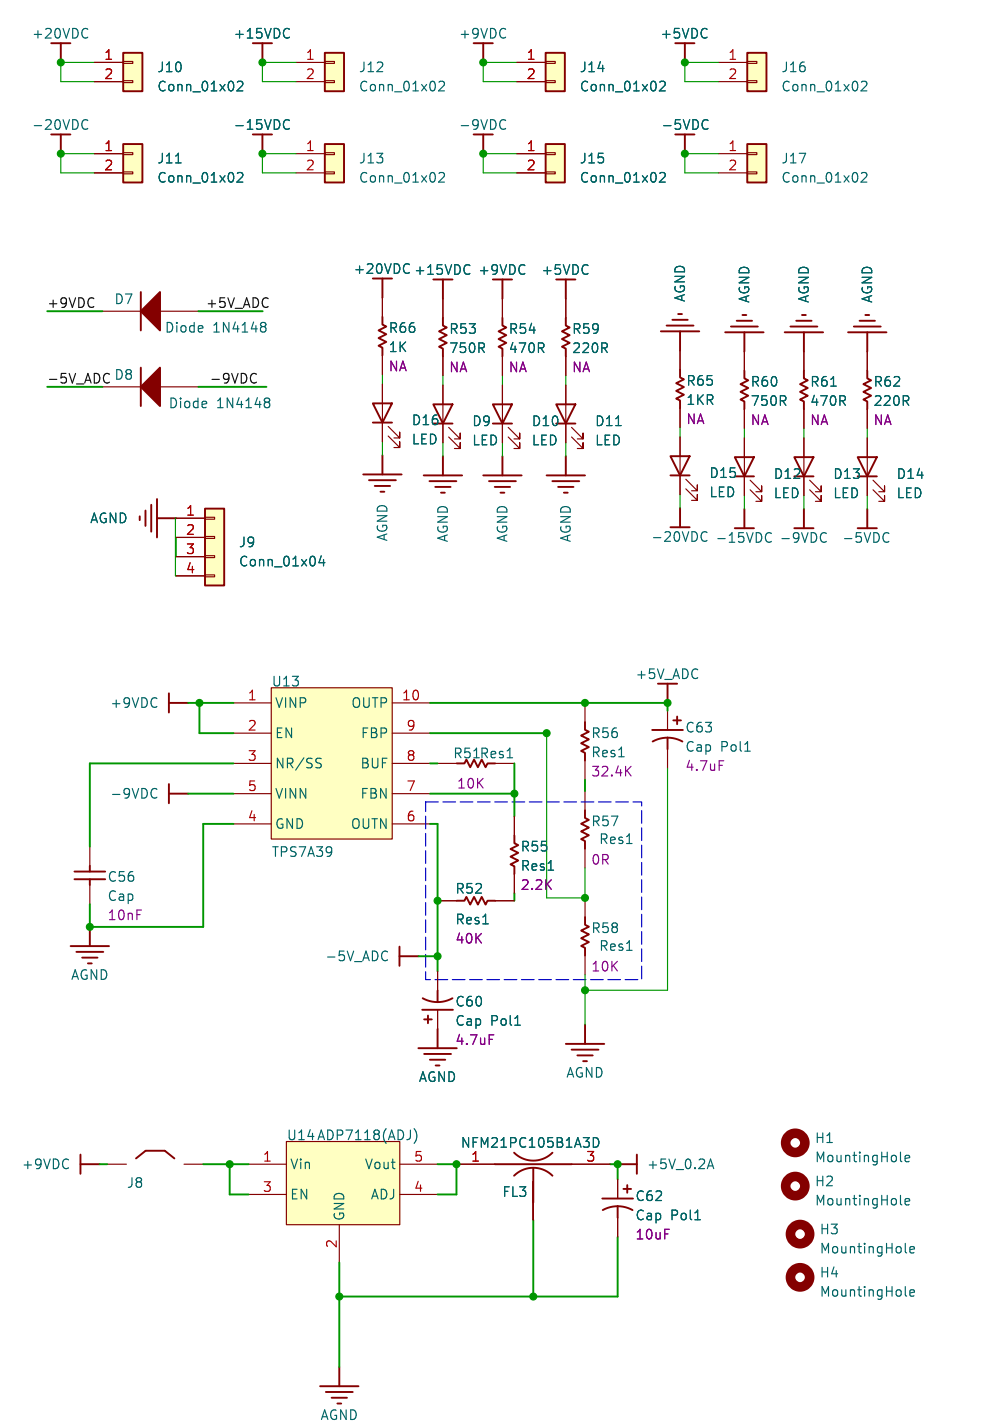 +20VDC
1
2
J10
Conn_01x02
+15VDC
1
2
J12
Conn_01x02
+9VDC
1
2
J14
Conn_01x02
+5VDC
1
2
J16
Conn_01x02
-20VDC
1
2
J11
Conn_01x02
-15VDC
1
2
J13
Conn_01x02
-9VDC
1
2
J15
Conn_01x02
-5VDC
1
2
J17
Conn_01x02
+9VDC
D7
+5V_ADC
Diode 1N4148
-5V_ADC
D8
-9VDC
Diode 1N4148
+20VDC
R66
1K
NA
D16
LED
AGND
+15VDC
R53
750R
NA
D9
LED
AGND
+9VDC
R54
470R
NA
D10
LED
AGND
+5VDC
R59
220R
NA
D11
LED
AGND
AGND
R65
1KR
NA
D15
LED
-20VDC
AGND
R60
750R
NA
D12
LED
-15VDC
AGND
R61
470R
NA
D13
LED
-9VDC
AGND
R62
220R
NA
D14
LED
-5VDC
AGND
1
2
3
4
J9
Conn_01x04
U13
+9VDC
-9VDC
1
2
3
5
4
VINP
EN
NR/SS
VINN
GND
OUTP
FBP
BUF
FBN
OUTN
10
9
8
7
6
TPS7A39
C56
Cap
10nF
AGND
R51
Res1
10K
R55
Res1
2.2K
R52
Res1
40K
-5V_ADC
C60
Cap Pol1
4.7uF
AGND
R56
Res1
32.4K
R57
Res1
0R
R58
Res1
10K
AGND
+5V_ADC
C63
Cap Pol1
4.7uF
+9VDC
J8
U14
ADP7118(ADJ)
1
3
Vin
EN
GND
2
Vout
ADJ
5
4
NFM21PC105B1A3D
1
3
FL3
+5V_0.2A
C62
Cap Pol1
10uF
AGND
H1
MountingHole
H2
MountingHole
H3
MountingHole
H4
MountingHole